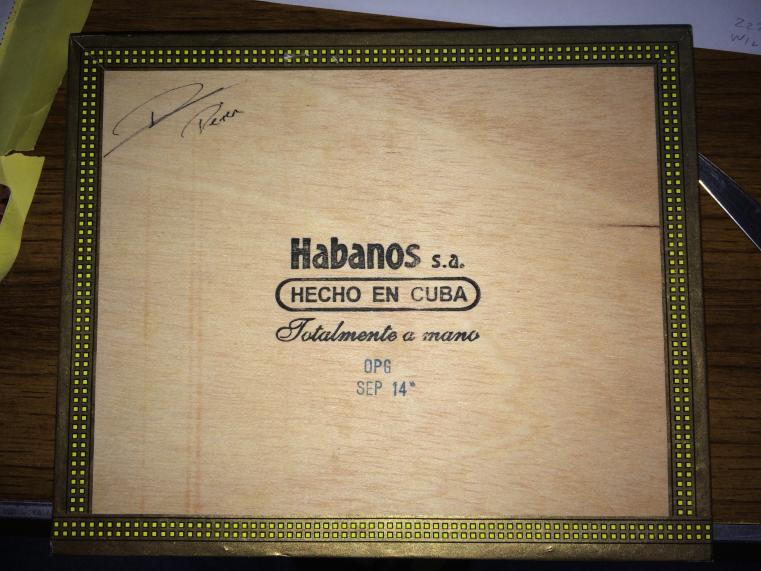 Habanos s.a.
HECHO EN CUBA
Totalmente a mano
OPG
SEP 14